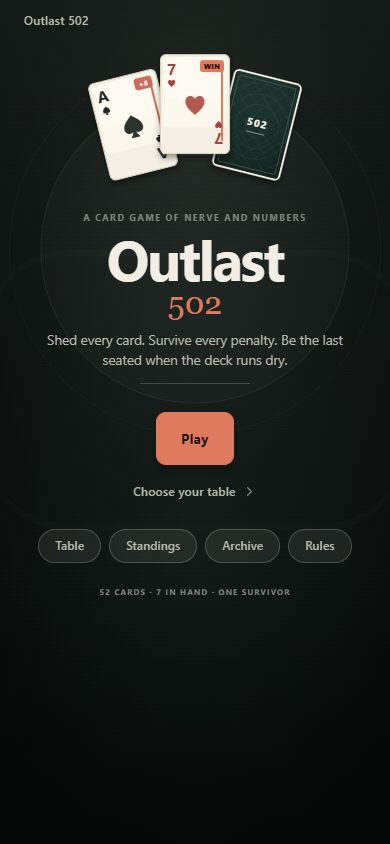 Outlast 502
A
+5
7
WIN
7
502
A CARD GAME OF NERVE AND NUMBERS
Outlast
502
Shed every card. Survive every penalty. Be the last
seated when the deck runs dry.
Play
Choose your table
Table
Standings
Archive
Rules
52 CARDS · 7 IN HAND · ONE SURVIVOR